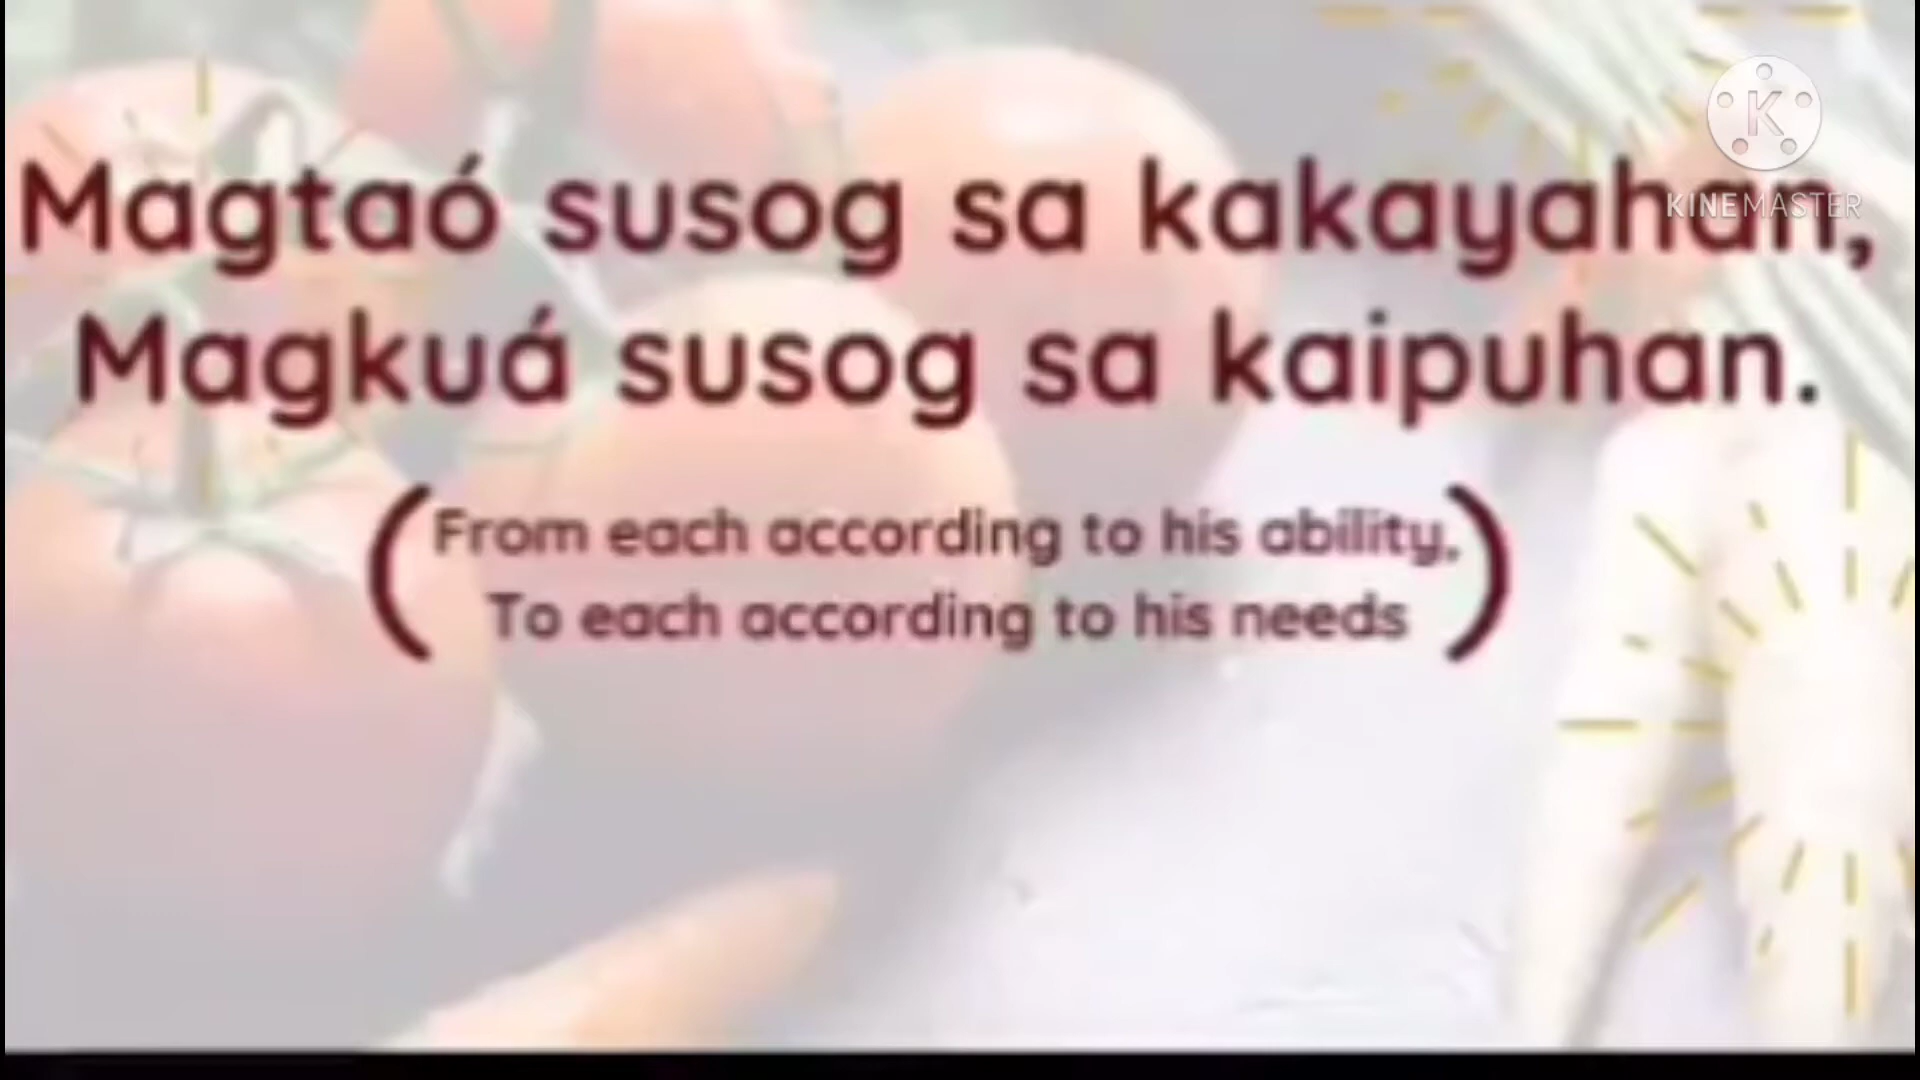 Magtaó susog sa kakayahan,
Magkuá susog sa kaipuhan.
(From each according to his ability,
To each according to his needs)
K
KINEMASTER